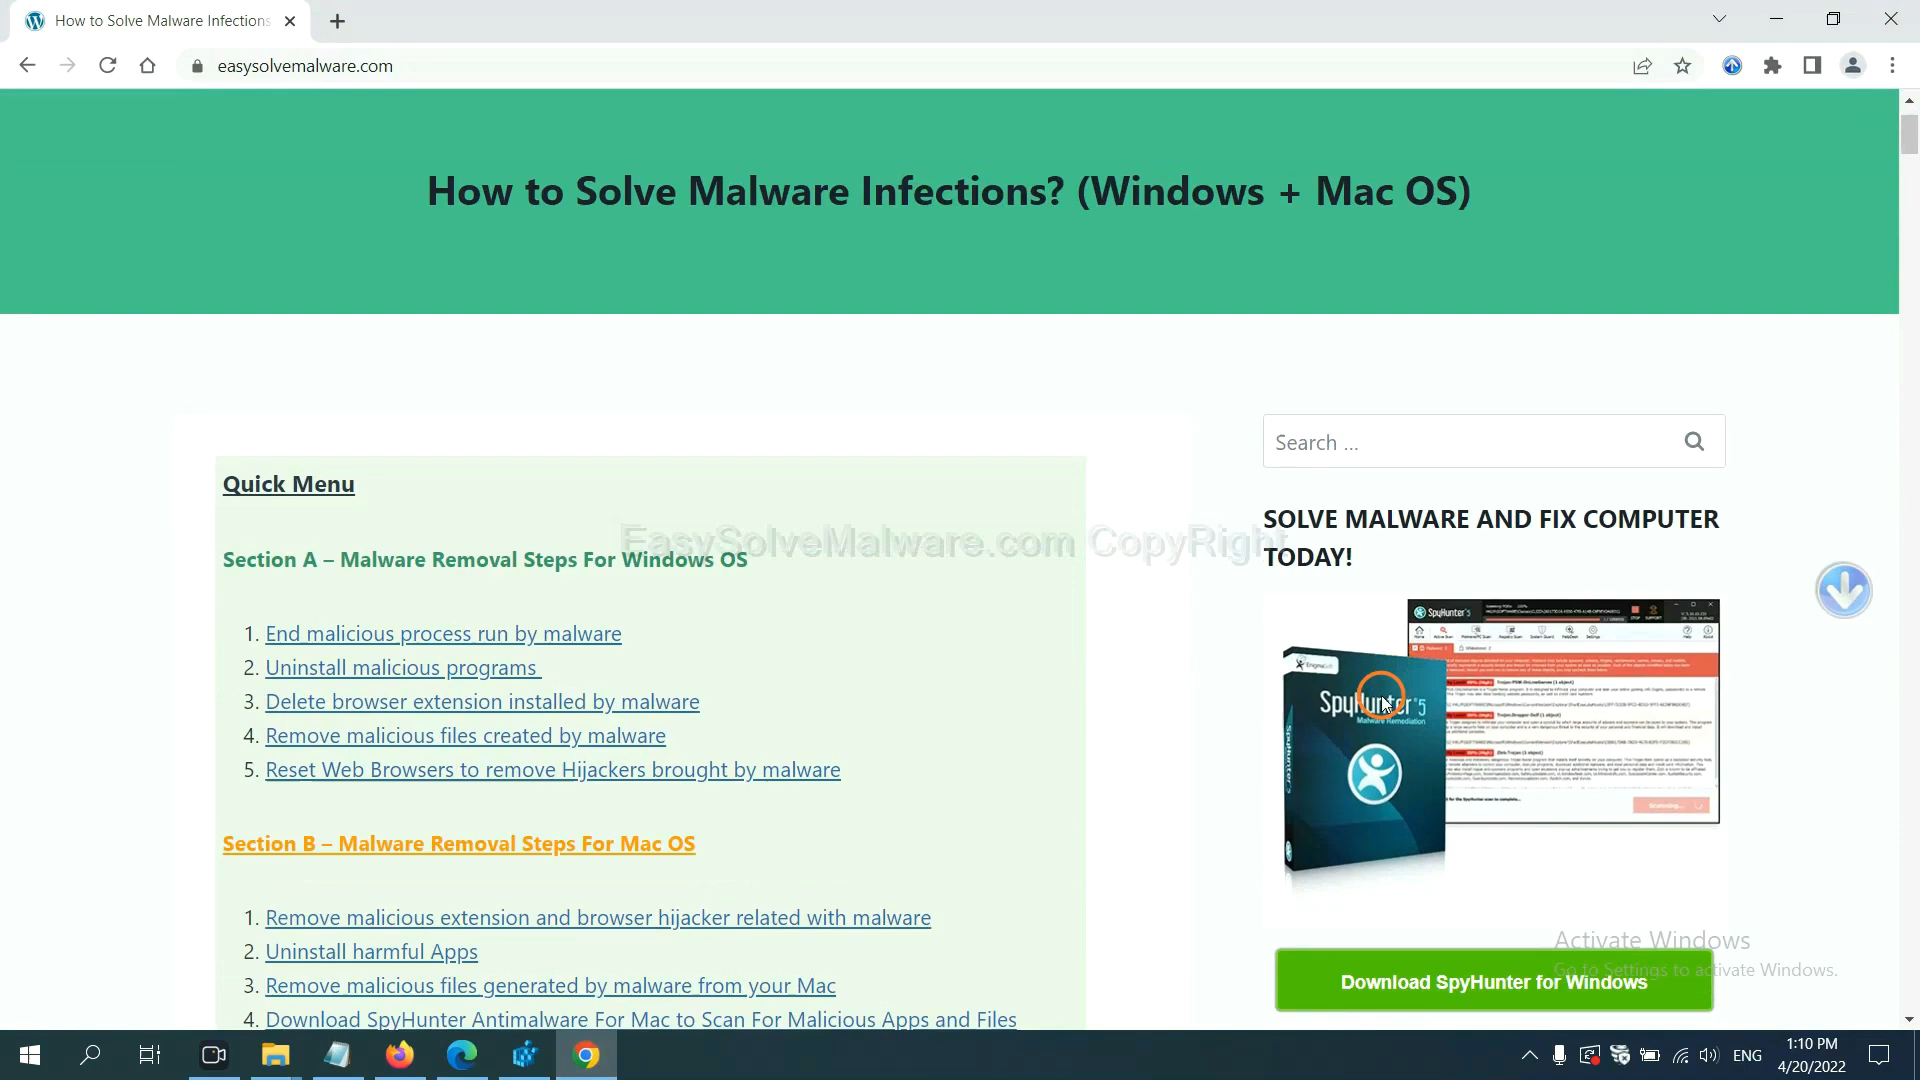 How to Solve Malware Infections
easysolvemalware.com
How to Solve Malware Infections? (Windows + Mac OS)
Search ...
Quick Menu
SOLVE MALWARE AND FIX COMPUTER
TODAY!
EasySolveMalware.com CopyRight
Section A – Malware Removal Steps For Windows OS
1. End malicious process run by malware
2. Uninstall malicious programs
3. Delete browser extension installed by malware
4. Remove malicious files created by malware
5. Reset Web Browsers to remove Hijackers brought by malware
SpyHunter 5
EnigmaSoft
SpyHunter 5
Malware Remediation
Section B – Malware Removal Steps For Mac OS
1. Remove malicious extension and browser hijacker related with malware
2. Uninstall harmful Apps
3. Remove malicious files generated by malware from your Mac
4. Download SpyHunter Antimalware For Mac to Scan For Malicious Apps and Files
Activate Windows
Go to Settings to activate Windows.
Download SpyHunter for Windows
ENG
1:10 PM
4/20/2022